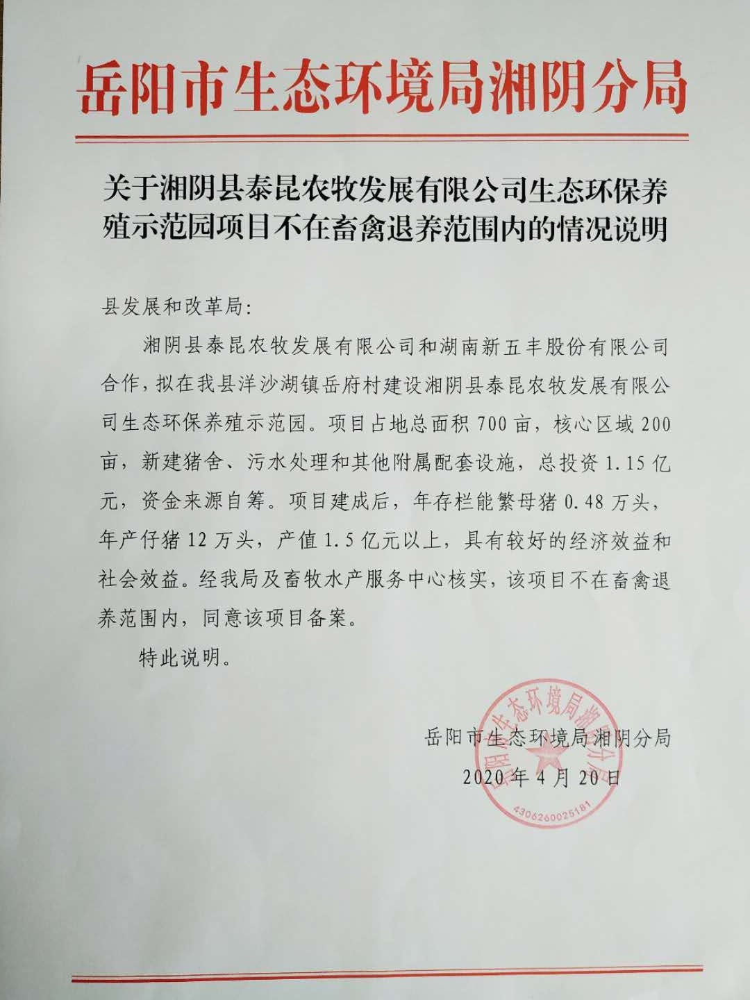 岳阳市生态环境局湘阴分局
关于湘阴县泰昆农牧发展有限公司生态环保养
殖示范园项目不在畜禽退养范围内的情况说明
县发展和改革局：
湘阴县泰昆农牧发展有限公司和湖南新五丰股份有限公司
合作，拟在我县洋沙湖镇岳府村建设湘阴县泰昆农牧发展有限公
司生态环保养殖示范园。项目占地总面积700亩，核心区域200
亩，新建猪舍、污水处理和其他附属配套设施，总投资1.15亿
元，资金来源自筹。项目建成后，年存栏能繁母猪0.48万头，
年产仔猪12万头，产值1.5亿元以上，具有较好的经济效益和
社会效益。经我局及畜牧水产服务中心核实，该项目不在畜禽退
养范围内，同意该项目备案。
特此说明。
岳阳市生态环境局湘阴分局
2020年4月20日
岳阳市生态环境局湘阴分局
4306260025181